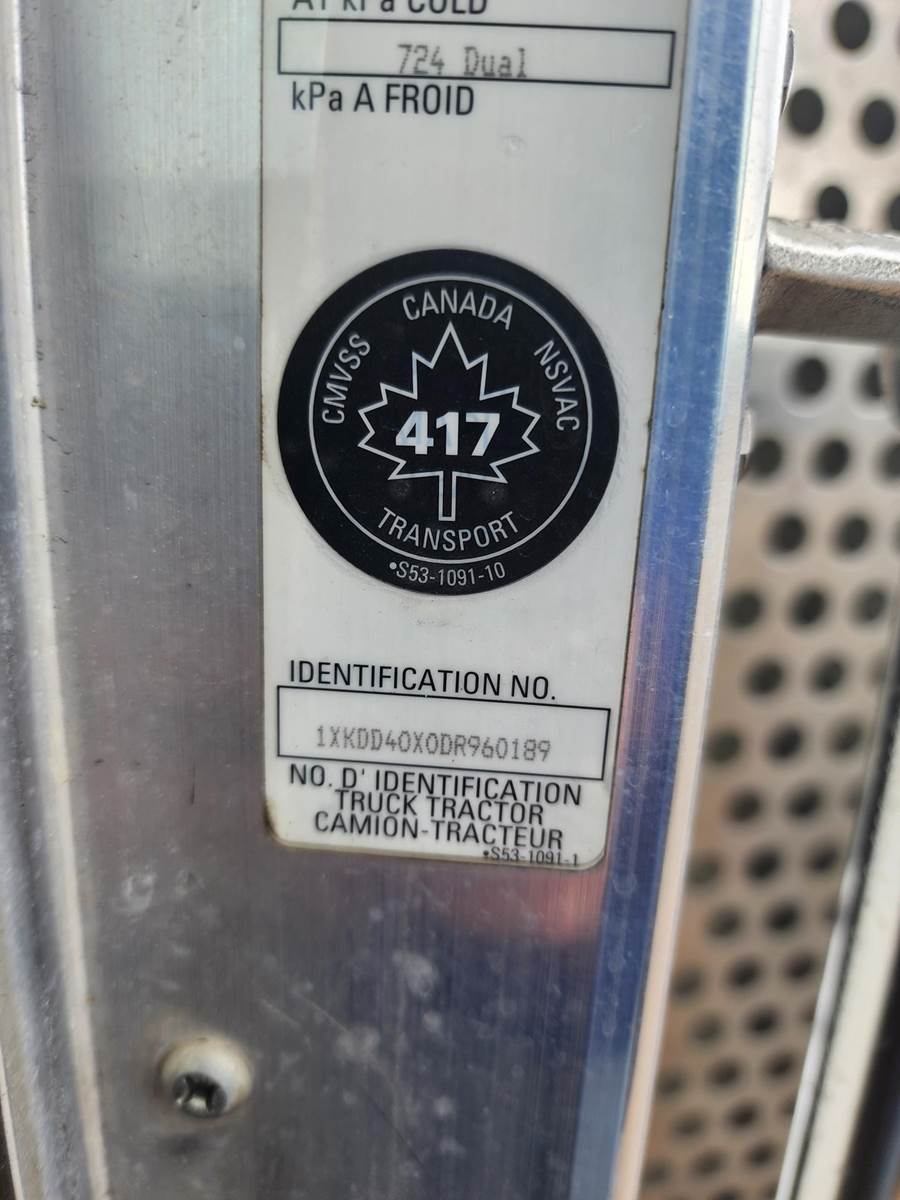 AT kPa COLD
724 Dual
kPa A FROID
CANADA
CMVSS
NSVAC
417
TRANSPORT
•S53-1091-10
IDENTIFICATION NO.
1XKDD40X0DR960189
NO. D' IDENTIFICATION
TRUCK TRACTOR
CAMION-TRACTEUR
•S53-1091-1